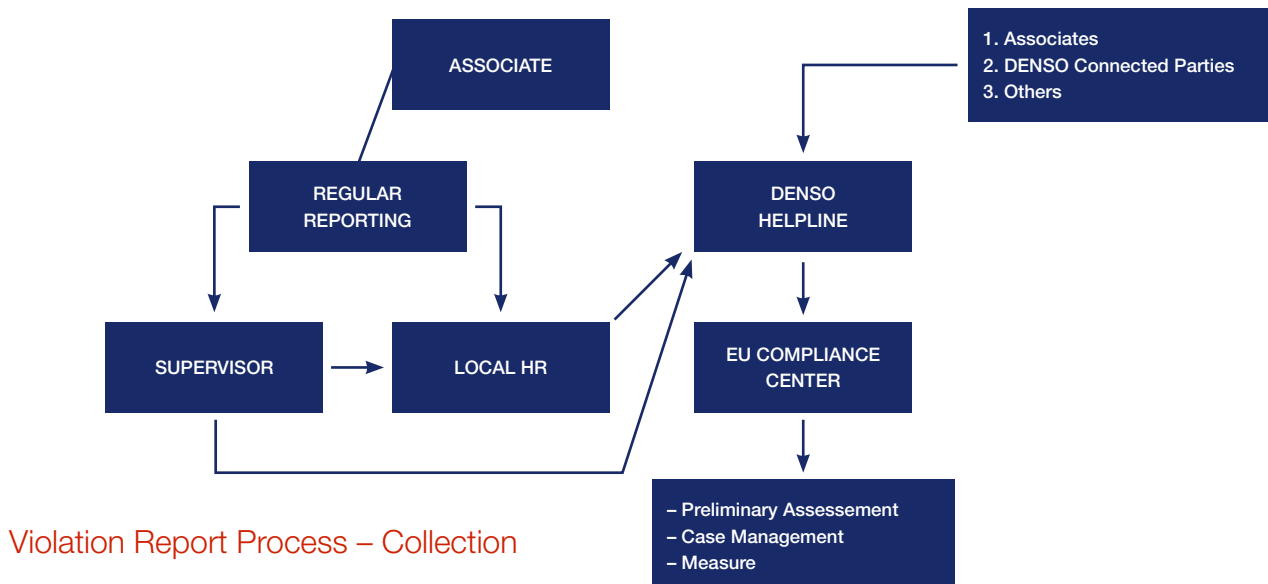 ASSOCIATE
1. Associates
2. DENSO Connected Parties
3. Others
REGULAR
REPORTING
DENSO
HELPLINE
SUPERVISOR
LOCAL HR
EU COMPLIANCE
CENTER
– Preliminary Assessement
– Case Management
– Measure
Violation Report Process – Collection